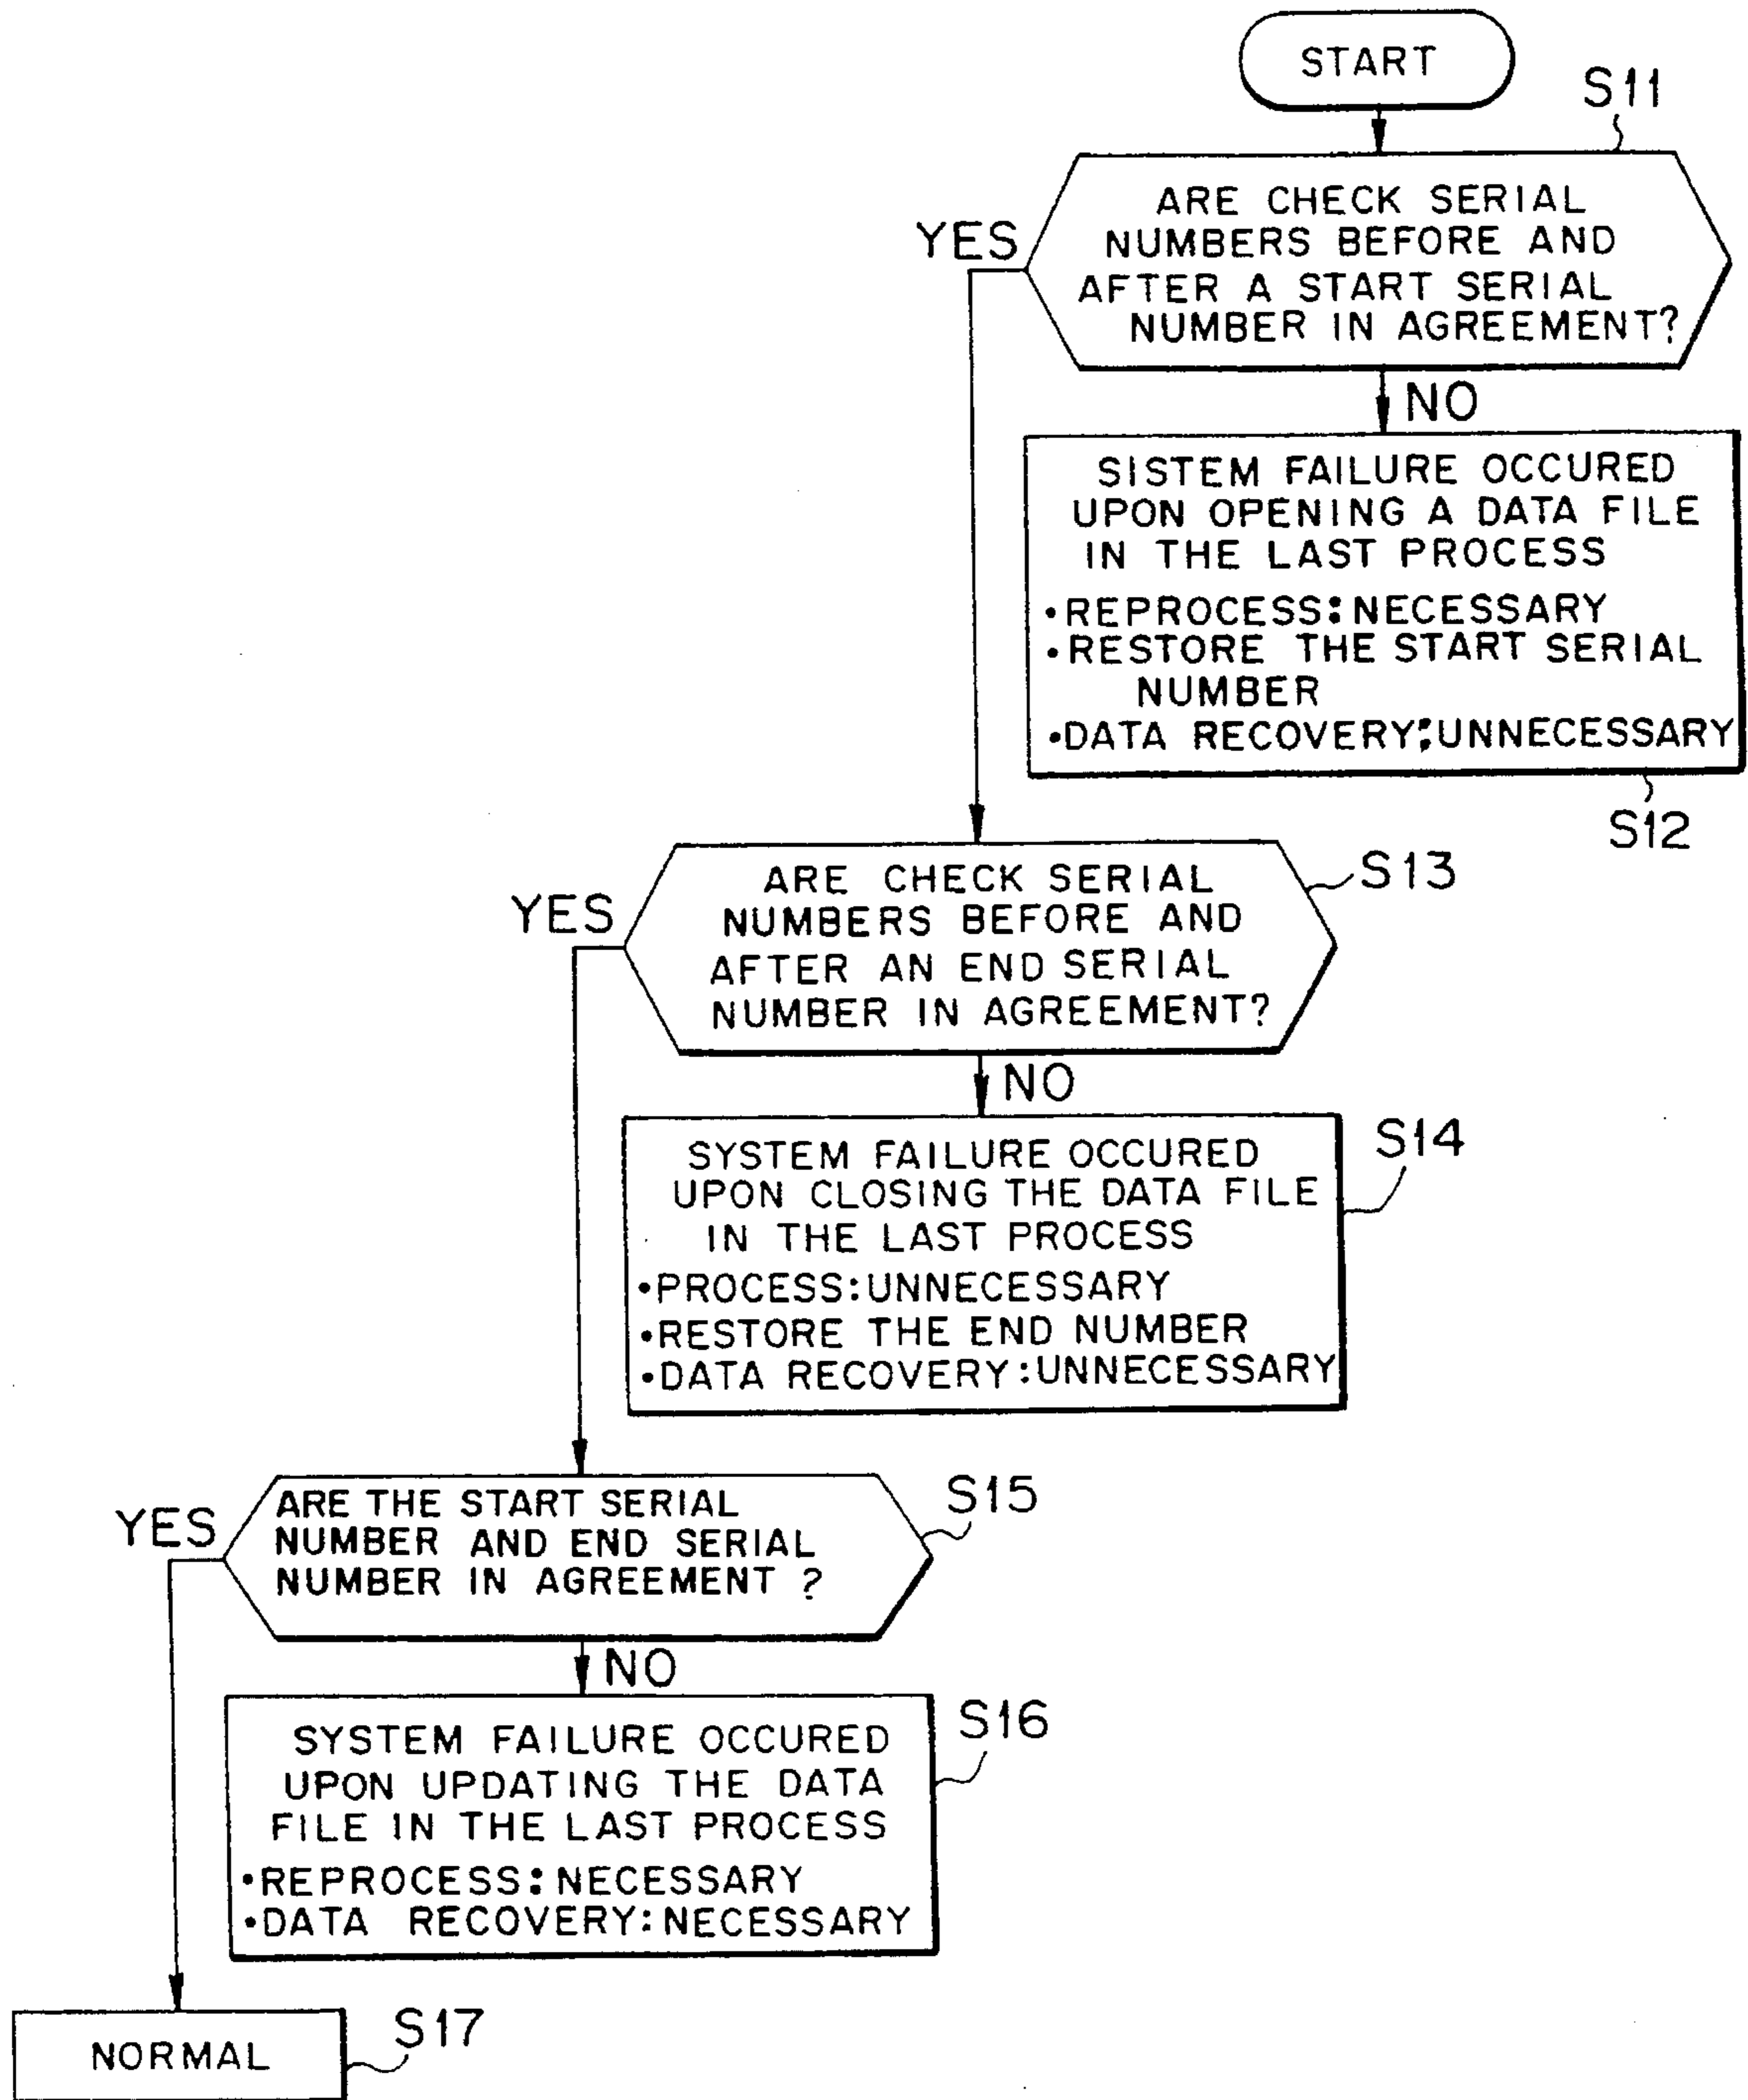 START
S11
ARE CHECK SERIAL
NUMBERS BEFORE AND
AFTER A START SERIAL
NUMBER IN AGREEMENT?
YES
NO
SISTEM FAILURE OCCURED
UPON OPENING A DATA FILE
IN THE LAST PROCESS
•REPROCESS:NECESSARY
•RESTORE THE START SERIAL
NUMBER
•DATA RECOVERY:UNNECESSARY
S12
S13
ARE CHECK SERIAL
NUMBERS BEFORE AND
AFTER AN END SERIAL
NUMBER IN AGREEMENT?
YES
NO
S14
SYSTEM FAILURE OCCURED
UPON CLOSING THE DATA FILE
IN THE LAST PROCESS
•PROCESS:UNNECESSARY
•RESTORE THE END NUMBER
•DATA RECOVERY:UNNECESSARY
S15
ARE THE START SERIAL
NUMBER AND END SERIAL
NUMBER IN AGREEMENT ?
YES
NO
S16
SYSTEM FAILURE OCCURED
UPON UPDATING THE DATA
FILE IN THE LAST PROCESS
•REPROCESS:NECESSARY
•DATA RECOVERY:NECESSARY
NORMAL
S17